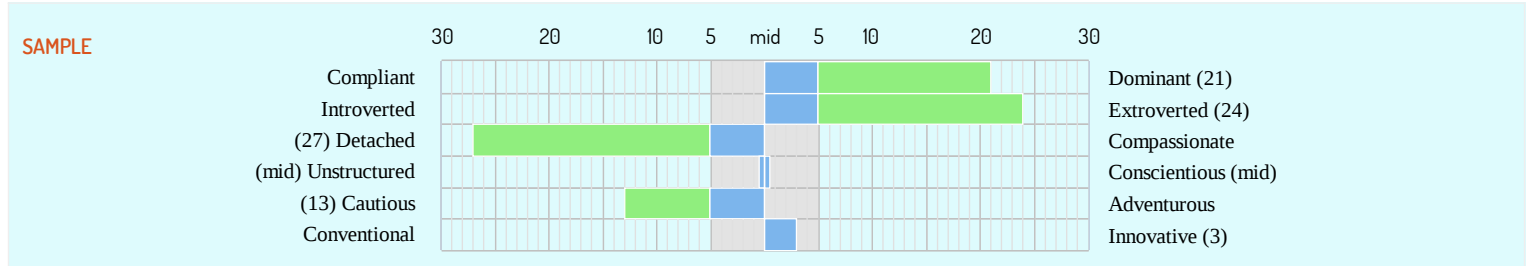 SAMPLE
30 20 10 5 mid 5 10 20 30
Compliant Dominant (21)
Introverted Extroverted (24)
(27) Detached Compassionate
(mid) Unstructured Conscientious (mid)
(13) Cautious Adventurous
Conventional Innovative (3)